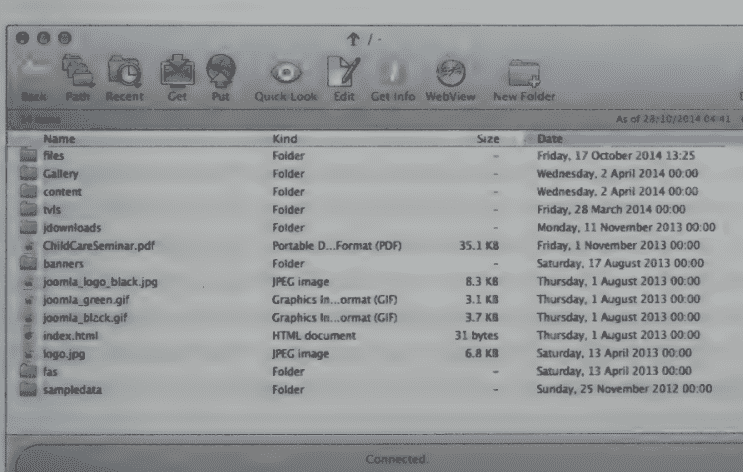 / -
Back Path Recent Get Put Quick Look Edit Get Info WebView New Folder
As of 28/10/2014 04:41
Name Kind Size Date
files Folder - Friday, 17 October 2014 13:25
Gallery Folder - Wednesday, 2 April 2014 00:00
content Folder - Wednesday, 2 April 2014 00:00
tvls Folder - Friday, 28 March 2014 00:00
jdownloads Folder - Monday, 11 November 2013 00:00
ChildCareSeminar.pdf Portable D...Format (PDF) 35.1 KB Friday, 1 November 2013 00:00
banners Folder - Saturday, 17 August 2013 00:00
joomla_logo_black.jpg JPEG image 8.3 KB Thursday, 1 August 2013 00:00
joomla_green.gif Graphics In...ormat (GIF) 3.1 KB Thursday, 1 August 2013 00:00
joomla_black.gif Graphics In...ormat (GIF) 3.7 KB Thursday, 1 August 2013 00:00
index.html HTML document 31 bytes Thursday, 1 August 2013 00:00
logo.jpg JPEG image 6.8 KB Saturday, 13 April 2013 00:00
fas Folder - Saturday, 13 April 2013 00:00
sampledata Folder - Sunday, 25 November 2012 00:00
Connected.